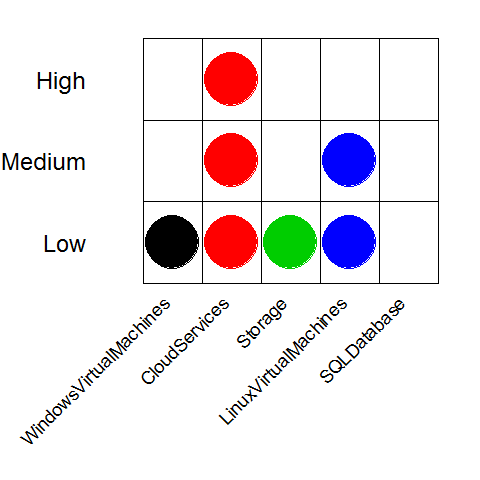 High
Medium
Low
WindowsVirtualMachines
CloudServices
Storage
LinuxVirtualMachines
SQLDatabase